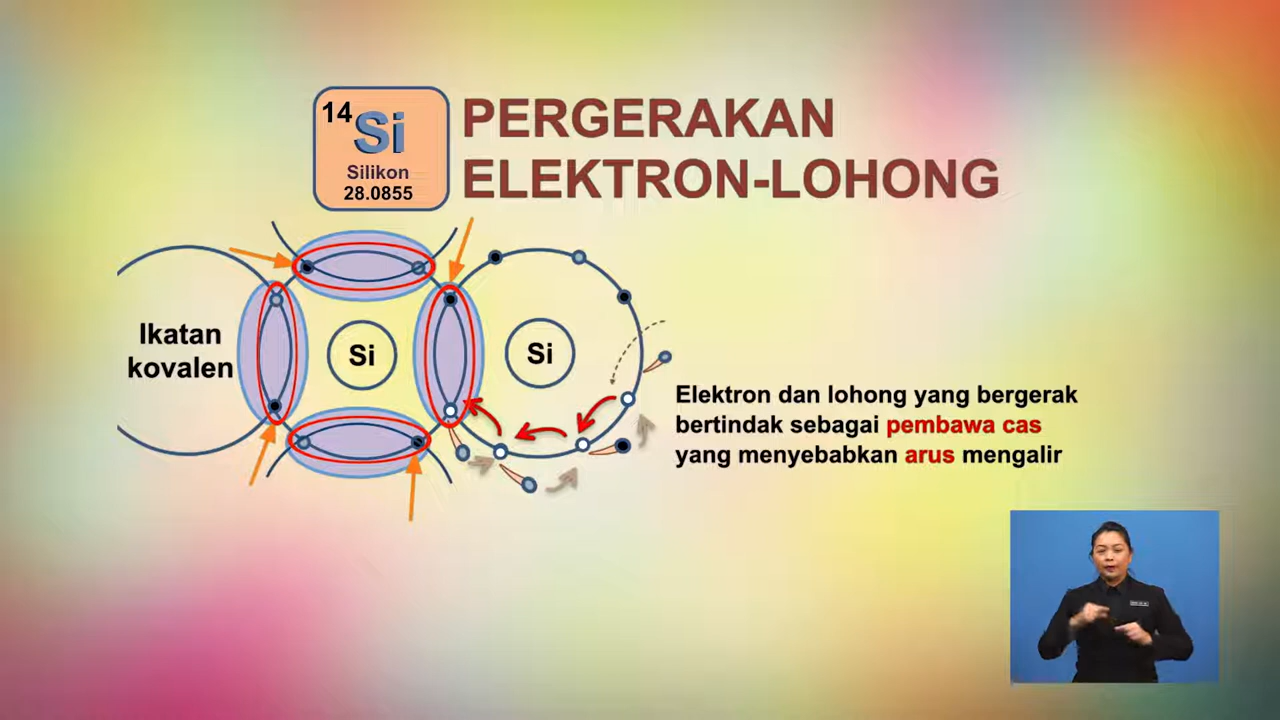 14
Si
Silikon
28.0855
PERGERAKAN
ELEKTRON-LOHONG
Ikatan
kovalen
Si
Si
Elektron dan lohong yang bergerak
bertindak sebagai pembawa cas
yang menyebabkan arus mengalir